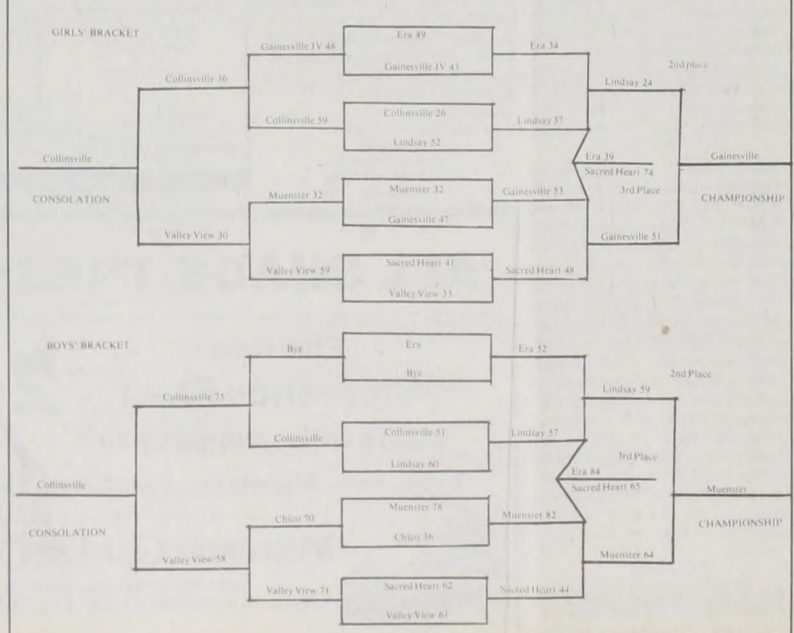 GIRLS' BRACKET
Era 49
Gainesville JV 48
Era 34
Gainesville JV 43
2nd place
Collinsville 36
Lindsay 24
Collinsville 59
Collinsville 26
Lindsay 37
Lindsay 52
Collinsville
Era 39
Gainesville
Sacred Heart 74
CONSOLATION
Muenster 32
Muenster 32
Gainesville 53
3rd Place
CHAMPIONSHIP
Gainesville 47
Valley View 30
Gainesville 51
Valley View 59
Sacred Heart 41
Sacred Heart 48
Valley View 33
BOYS' BRACKET
Bye
Era
Era 52
Bye
2nd Place
Collinsville 75
Lindsay 59
Collinsville
Collinsville 51
Lindsay 57
Lindsay 60
3rd Place
Era 84
Collinsville
Sacred Heart 65
Muenster
Muenster 78
CONSOLATION
Chico 70
Muenster 82
CHAMPIONSHIP
Chico 36
Valley View 58
Muenster 64
Valley View 71
Sacred Heart 62
Sacred Heart 44
Valley View 61